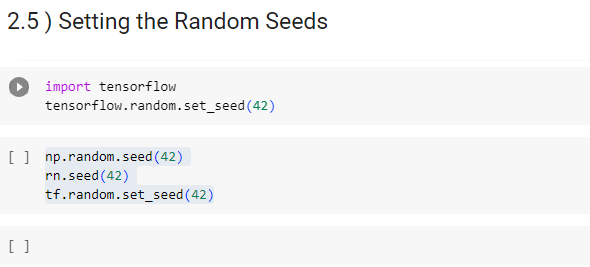 2.5 ) Setting the Random Seeds
import tensorflow
tensorflow.random.set_seed(42)
[ ] np.random.seed(42)
rn.seed(42)
tf.random.set_seed(42)
[ ]